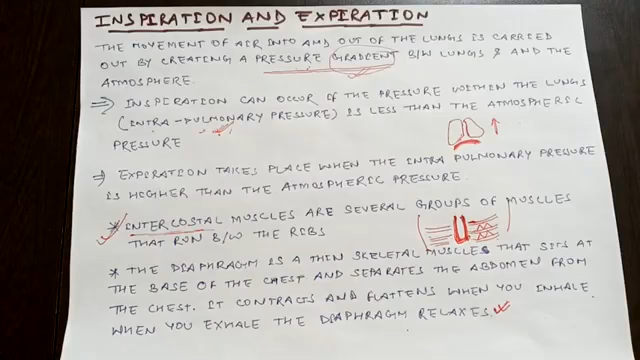 INSPIRATION AND EXPIRATION
THE MOVEMENT OF AIR INTO AND OUT OF THE LUNGS IS CARRIED
OUT BY CREATING A PRESSURE GRADIENT B/W LUNGS & AND THE
ATMOSPHERE.
⇒ INSPIRATION CAN OCCUR IF THE PRESSURE WITHIN THE LUNGS
(INTRA-PULMONARY PRESSURE) IS LESS THAN THE ATMOSPHERIC
PRESSURE
⇒ EXPIRATION TAKES PLACE WHEN THE INTRA PULMONARY PRESSURE
IS HIGHER THAN THE ATMOSPHERIC PRESSURE.
* INTERCOSTAL MUSCLES ARE SEVERAL GROUPS OF MUSCLES
THAT RUN B/W THE RIBS
* THE DIAPHRAGM IS A THIN SKELETAL MUSCLES THAT SITS AT
THE BASE OF THE CHEST AND SEPARATES THE ABDOMEN FROM
THE CHEST. IT CONTRACTS AND FLATTENS WHEN YOU INHALE
WHEN YOU EXHALE THE DIAPHRAGM RELAXES.